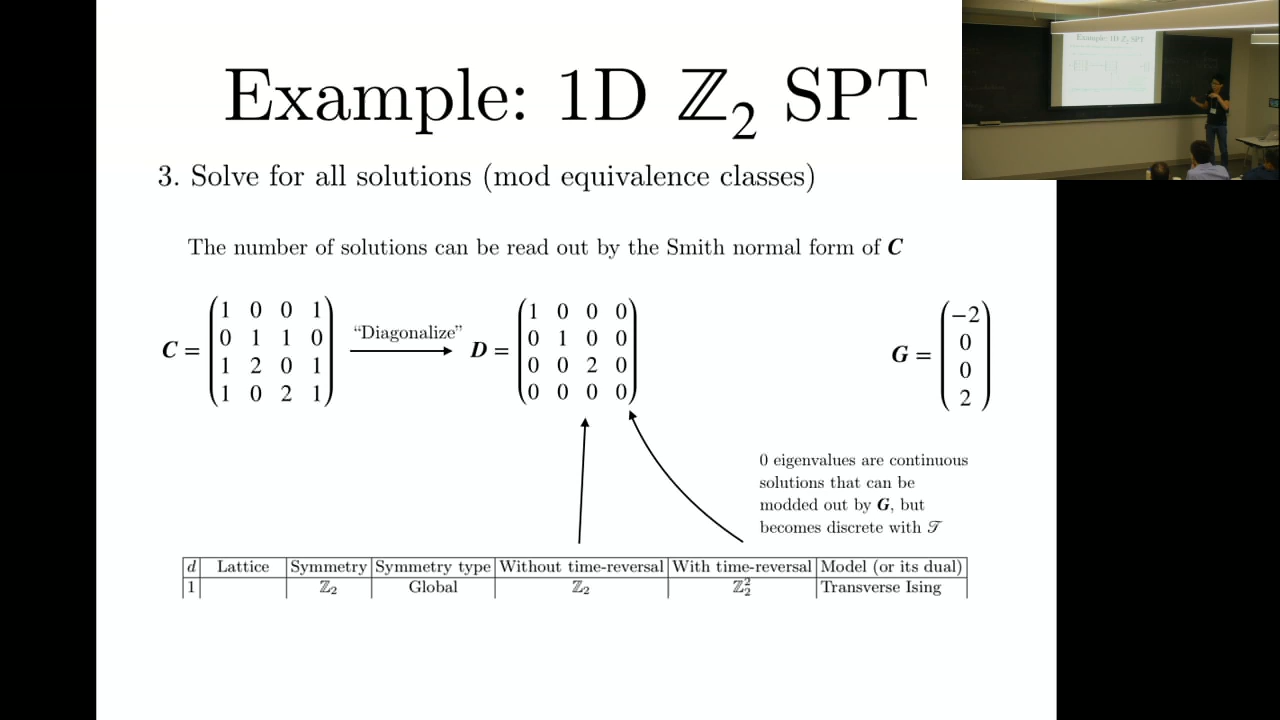 Example: 1D ℤ₂ SPT
3. Solve for all solutions (mod equivalence classes)
The number of solutions can be read out by the Smith normal form of C
C =
1 0 0 1
0 1 1 0
1 2 0 1
1 0 2 1
“Diagonalize”
D =
1 0 0 0
0 1 0 0
0 0 2 0
0 0 0 0
G =
−2
0
0
2
0 eigenvalues are continuous
solutions that can be
modded out by G, but
becomes discrete with 𝒯
d Lattice Symmetry Symmetry type Without time-reversal With time-reversal Model (or its dual)
1 ℤ₂ Global ℤ₂ ℤ₂² Transverse Ising
Example: 1D ℤ₂ SPT